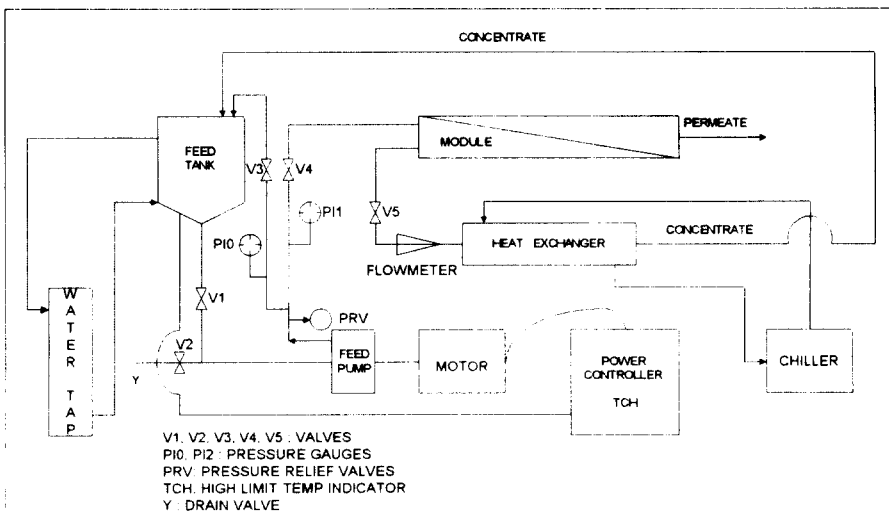 CONCENTRATE
FEED
TANK
V3
V4
MODULE
PERMEATE
PI1
PI0
V5
HEAT EXCHANGER
CONCENTRATE
FLOWMETER
WATER TAP
V1
PRV
V2
Y
FEED
PUMP
MOTOR
POWER
CONTROLLER
TCH
CHILLER
V1, V2, V3, V4, V5 : VALVES
PI0, PI2 : PRESSURE GAUGES
PRV: PRESSURE RELIEF VALVES
TCH, HIGH LIMIT TEMP INDICATOR
Y : DRAIN VALVE